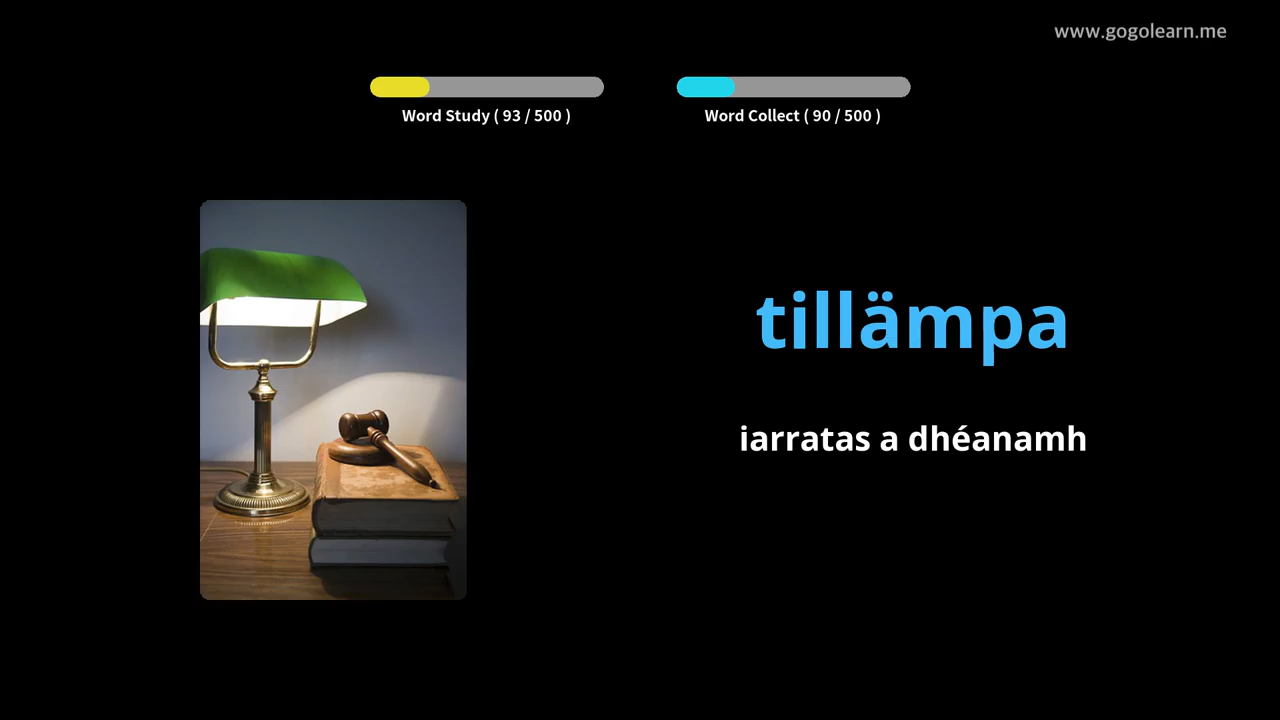 www.gogolearn.me
Word Study ( 93 / 500 )
Word Collect ( 90 / 500 )
tillämpa
iarratas a dhéanamh